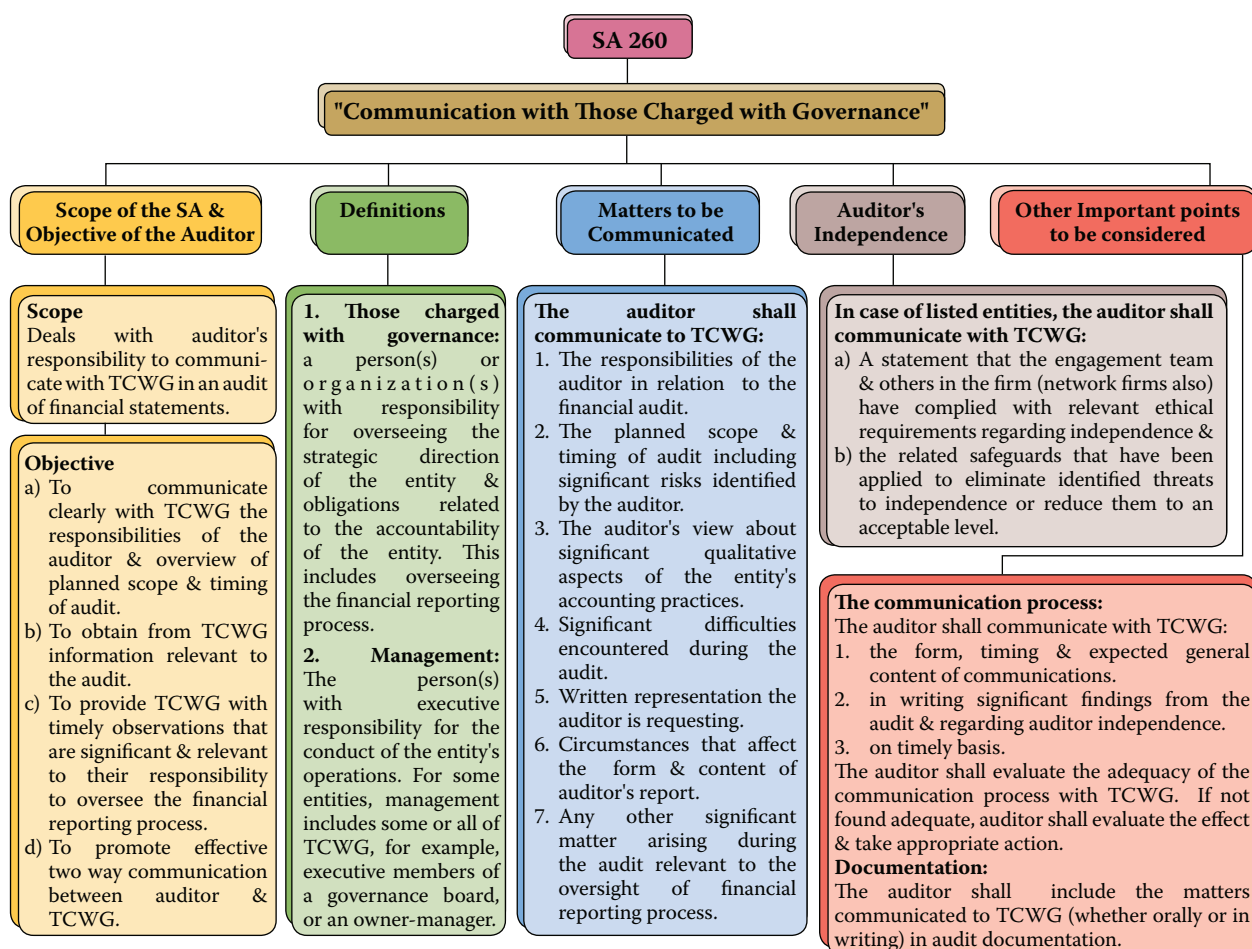 SA 260
"Communication with Those Charged with Governance"
Scope of the SA &
Objective of the Auditor
Definitions
Matters to be
Communicated
Auditor's
Independence
Other Important points
to be considered
Scope
Deals with auditor's
responsibility to communi-
cate with TCWG in an audit
of financial statements.
Objective
a) To communicate
clearly with TCWG the
responsibilities of the
auditor & overview of
planned scope & timing
of audit.
b) To obtain from TCWG
information relevant to
the audit.
c) To provide TCWG with
timely observations that
are significant & relevant
to their responsibility
to oversee the financial
reporting process.
d) To promote effective
two way communication
between auditor &
TCWG.
1. Those charged
with governance:
a person(s) or
organization(s)
with responsibility
for overseeing the
strategic direction
of the entity &
obligations related
to the accountability
of the entity. This
includes overseeing
the financial reporting
process.
2. Management:
The person(s)
with executive
responsibility for the
conduct of the entity's
operations. For some
entities, management
includes some or all of
TCWG, for example,
executive members of
a governance board,
or an owner-manager.
The auditor shall
communicate to TCWG:
1. The responsibilities of the
auditor in relation to the
financial audit.
2. The planned scope &
timing of audit including
significant risks identified
by the auditor.
3. The auditor's view about
significant qualitative
aspects of the entity's
accounting practices.
4. Significant difficulties
encountered during the
audit.
5. Written representation the
auditor is requesting.
6. Circumstances that affect
the form & content of
auditor's report.
7. Any other significant
matter arising during
the audit relevant to the
oversight of financial
reporting process.
In case of listed entities, the auditor shall
communicate with TCWG:
a) A statement that the engagement team
& others in the firm (network firms also)
have complied with relevant ethical
requirements regarding independence &
b) the related safeguards that have been
applied to eliminate identified threats
to independence or reduce them to an
acceptable level.
The communication process:
The auditor shall communicate with TCWG:
1. the form, timing & expected general
content of communications.
2. in writing significant findings from the
audit & regarding auditor independence.
3. on timely basis.
The auditor shall evaluate the adequacy of the
communication process with TCWG. If not
found adequate, auditor shall evaluate the effect
& take appropriate action.
Documentation:
The auditor shall include the matters
communicated to TCWG (whether orally or in
writing) in audit documentation.